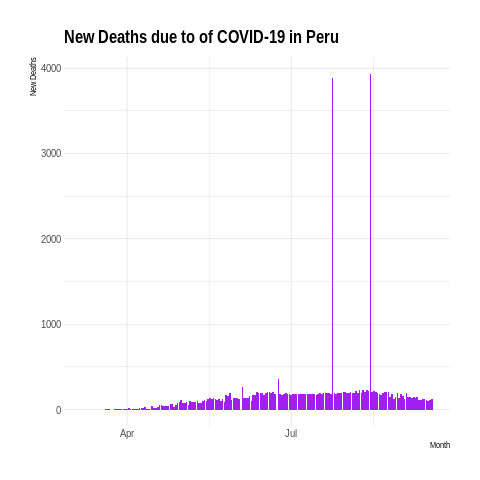 New Deaths due to of COVID-19 in Peru
New Deaths
4000
3000
2000
1000
0
Apr
Jul
Month